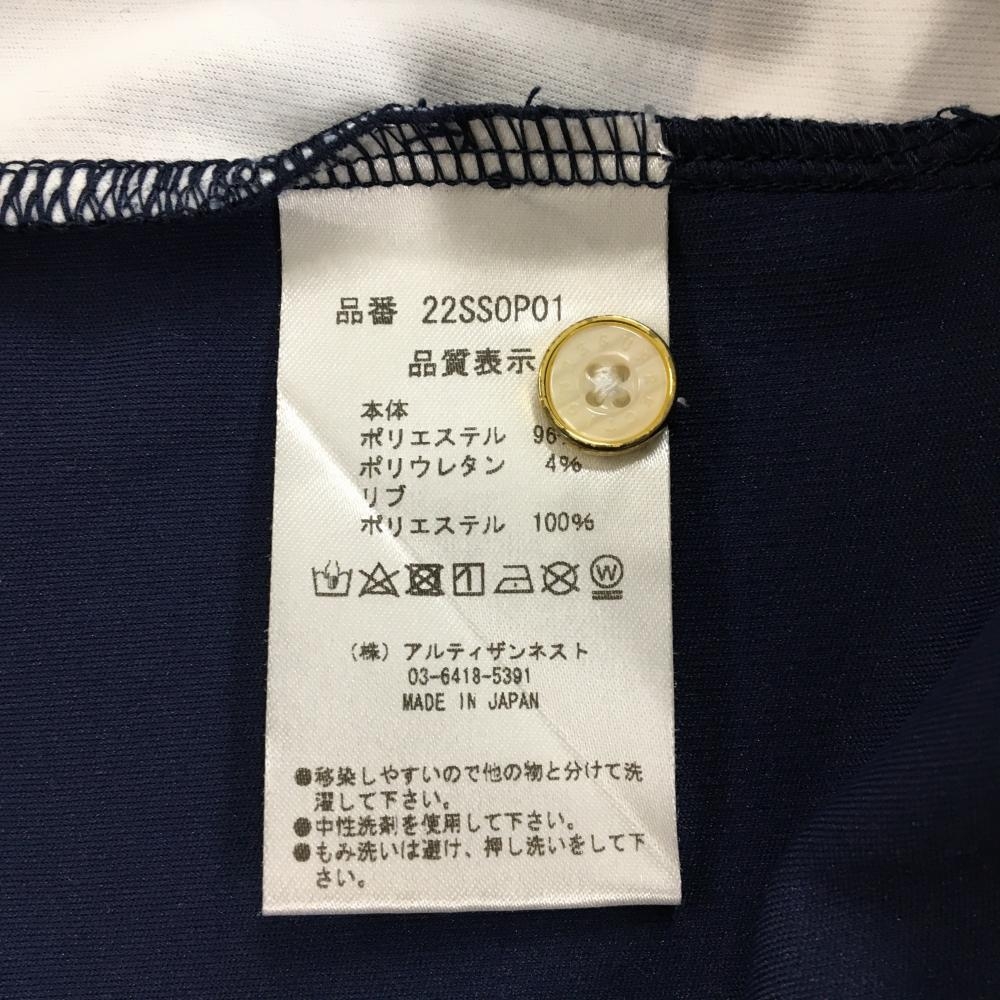 品番 22SSOP01
品質表示
本体
ポリエステル 96%
ポリウレタン 4%
リブ
ポリエステル 100%
W
(株) アルティザンネスト
03-6418-5391
MADE IN JAPAN
●移染しやすいので他の物と分けて洗
濯して下さい。
●中性洗剤を使用して下さい。
●もみ洗いは避け、押し洗いをして下
さい。